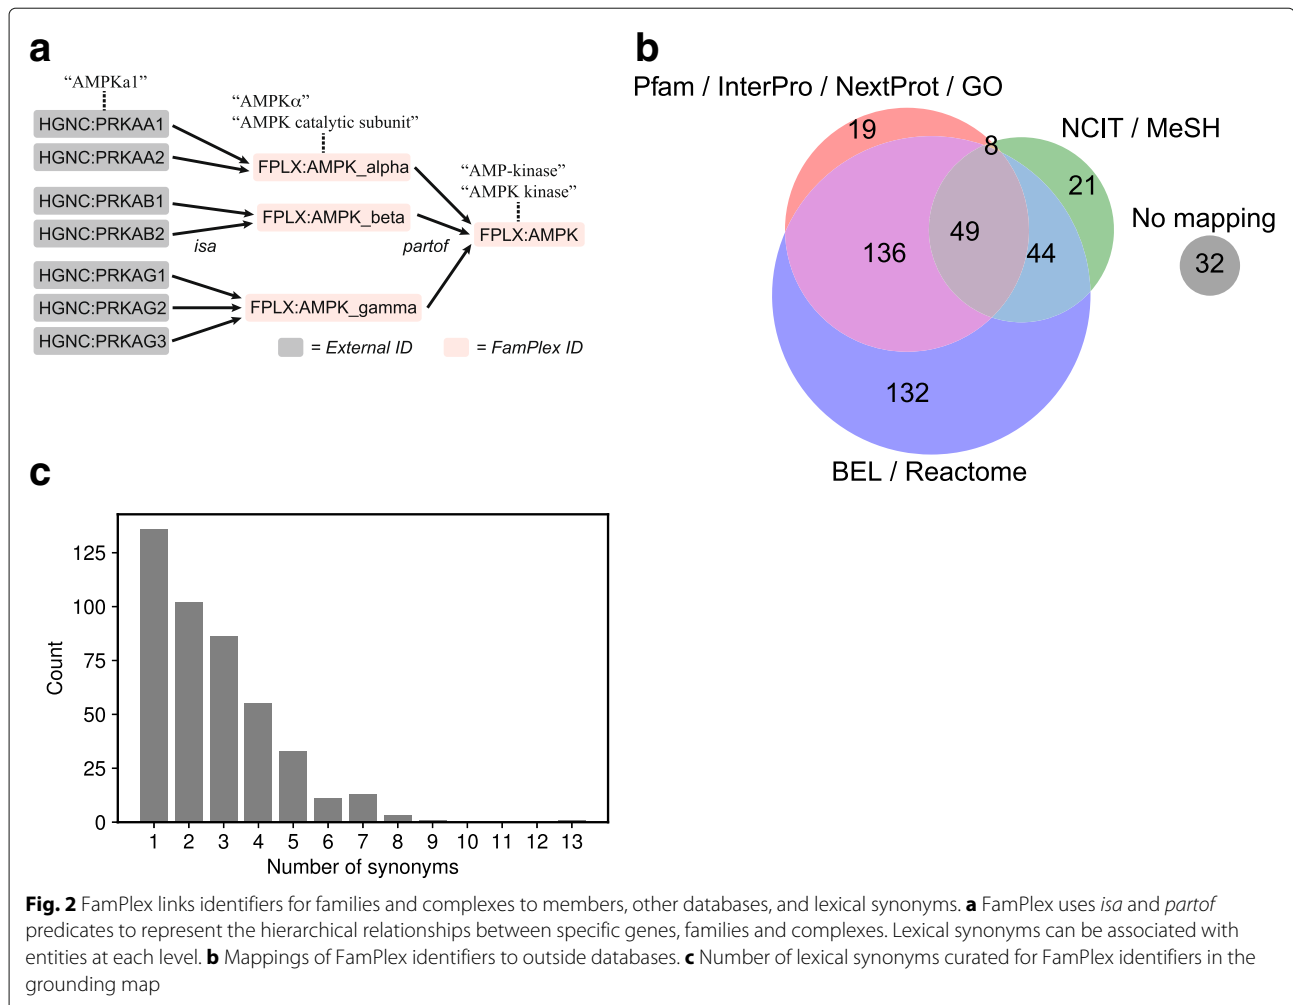 a
“AMPKa1”
HGNC:PRKAA1
HGNC:PRKAA2
HGNC:PRKAB1
HGNC:PRKAB2
HGNC:PRKAG1
HGNC:PRKAG2
HGNC:PRKAG3
isa
“AMPKα”
“AMPK catalytic subunit”
FPLX:AMPK_alpha
FPLX:AMPK_beta
FPLX:AMPK_gamma
partof
“AMP-kinase”
“AMPK kinase”
FPLX:AMPK
= External ID
= FamPlex ID
b
Pfam / InterPro / NextProt / GO
NCIT / MeSH
No mapping
19
8
21
136
49
44
32
132
BEL / Reactome
c
Count
125
100
75
50
25
0
1 2 3 4 5 6 7 8 9 10 11 12 13
Number of synonyms
Fig. 2 FamPlex links identifiers for families and complexes to members, other databases, and lexical synonyms. a FamPlex uses isa and partof
predicates to represent the hierarchical relationships between specific genes, families and complexes. Lexical synonyms can be associated with
entities at each level. b Mappings of FamPlex identifiers to outside databases. c Number of lexical synonyms curated for FamPlex identifiers in the
grounding map